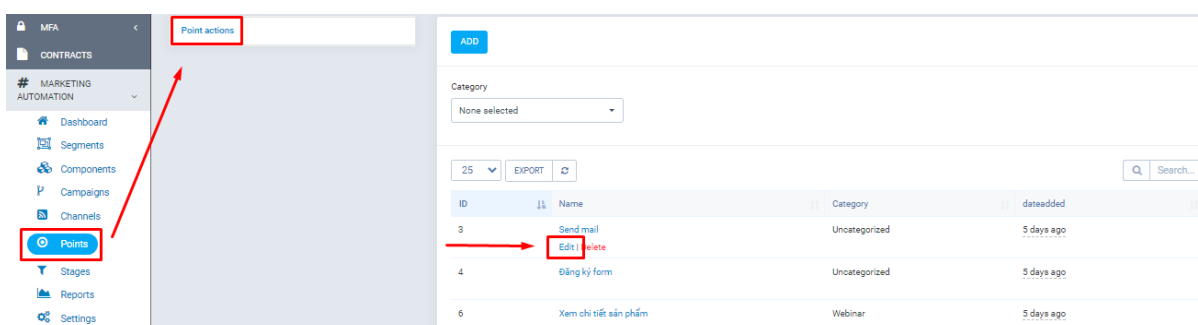 MFA
CONTRACTS
# MARKETING
AUTOMATION
Dashboard
Segments
Components
Campaigns
Channels
Points
Stages
Reports
Settings
Point actions
ADD
Category
None selected
25 EXPORT
Search...
ID Name Category dateadded
3 Send mail Uncategorized 5 days ago
Edit | Delete
4 Đăng ký form Uncategorized 5 days ago
6 Xem chi tiết sản phẩm Webinar 5 days ago